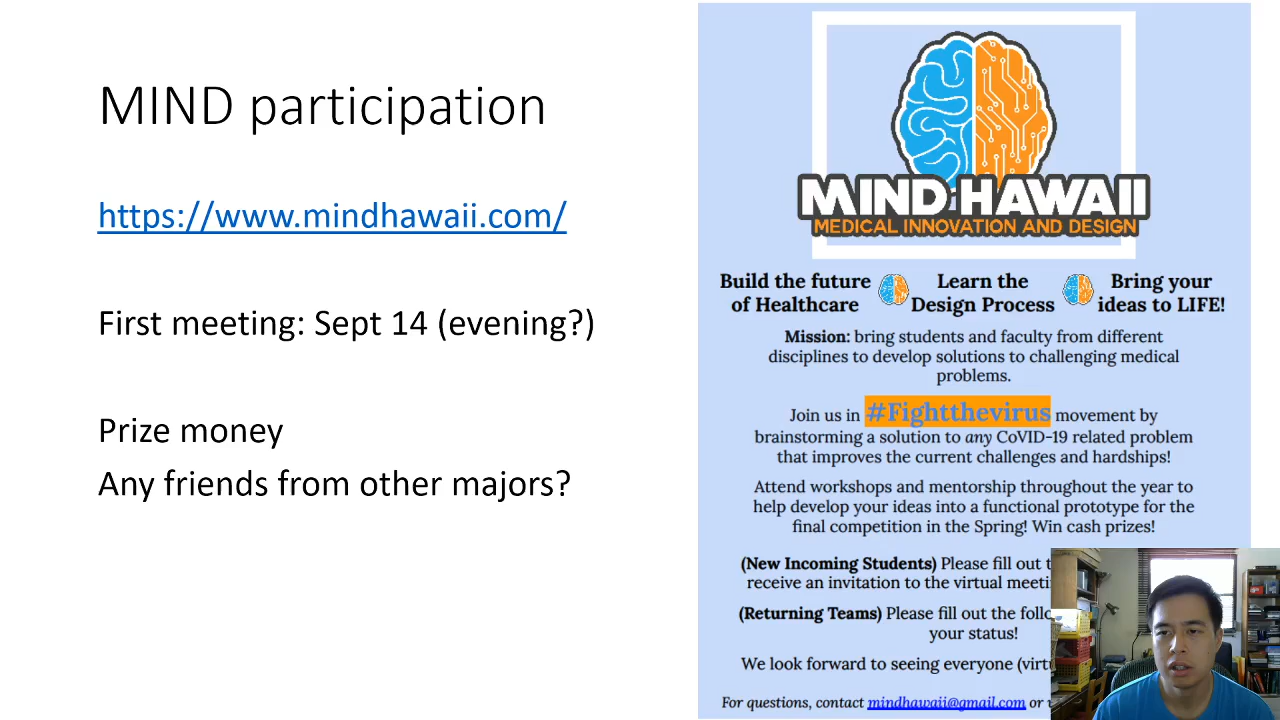 MIND participation
https://www.mindhawaii.com/
First meeting: Sept 14 (evening?)
Prize money
Any friends from other majors?
MIND HAWAII
MEDICAL INNOVATION AND DESIGN
Build the future
of Healthcare
Learn the
Design Process
Bring your
ideas to LIFE!
Mission: bring students and faculty from different
disciplines to develop solutions to challenging medical
problems.
Join us in #Fightthevirus movement by
brainstorming a solution to any CoVID-19 related problem
that improves the current challenges and hardships!
Attend workshops and mentorship throughout the year to
help develop your ideas into a functional prototype for the
final competition in the Spring! Win cash prizes!
(New Incoming Students) Please fill out
receive an invitation to the virtual
(Returning Teams) Please fill out the
your status!
We look forward to seeing everyone
For questions, contact mindhawaii@gmail.com or